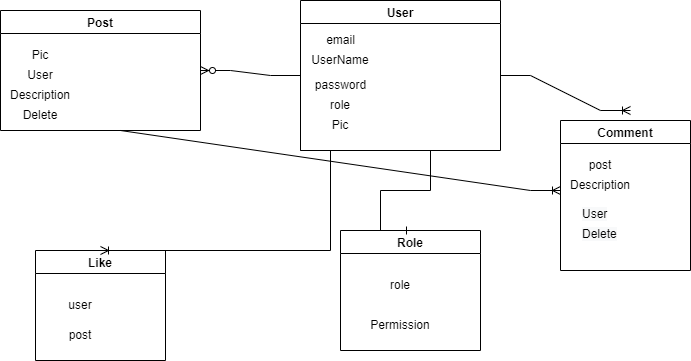 Post
Pic
User
Description
Delete
User
email
UserName
password
role
Pic
Comment
post
Description
User
Delete
Like
user
post
Role
role
Permission